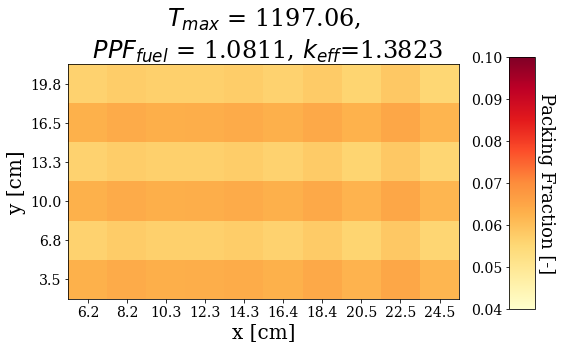 T_max = 1197.06,
PPF_fuel = 1.0811, k_eff=1.3823
y [cm]
19.8
16.5
13.3
10.0
6.8
3.5
6.2 8.2 10.3 12.3 14.3 16.4 18.4 20.5 22.5 24.5
x [cm]
0.10
0.09
0.08
0.07
0.06
0.05
0.04
Packing Fraction [-]